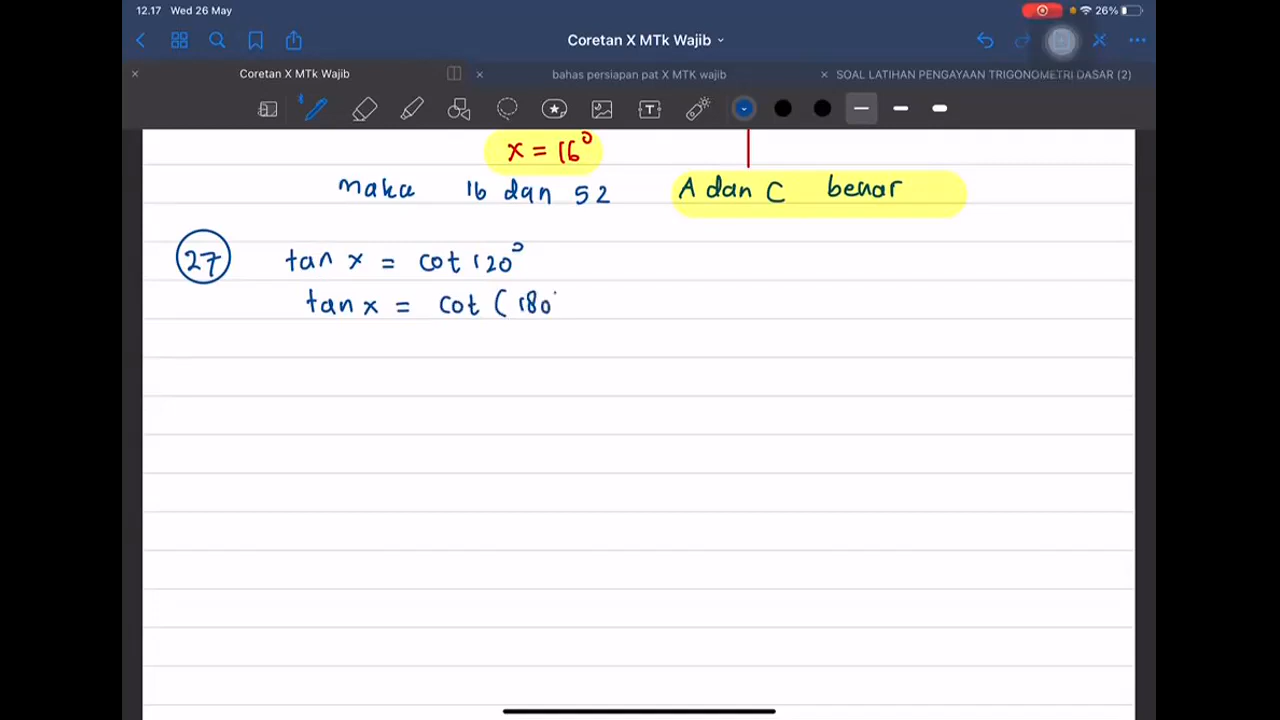 12.17 Wed 26 May 26%
Coretan X MTk Wajib
Coretan X MTk Wajib bahas persiapan pat X MTK wajib SOAL LATIHAN PENGAYAAN TRIGONOMETRI DASAR (2)
x = 16°
maka 16 dan 52 A dan C benar
27 tan x = cot 120°
tan x = cot ( 180